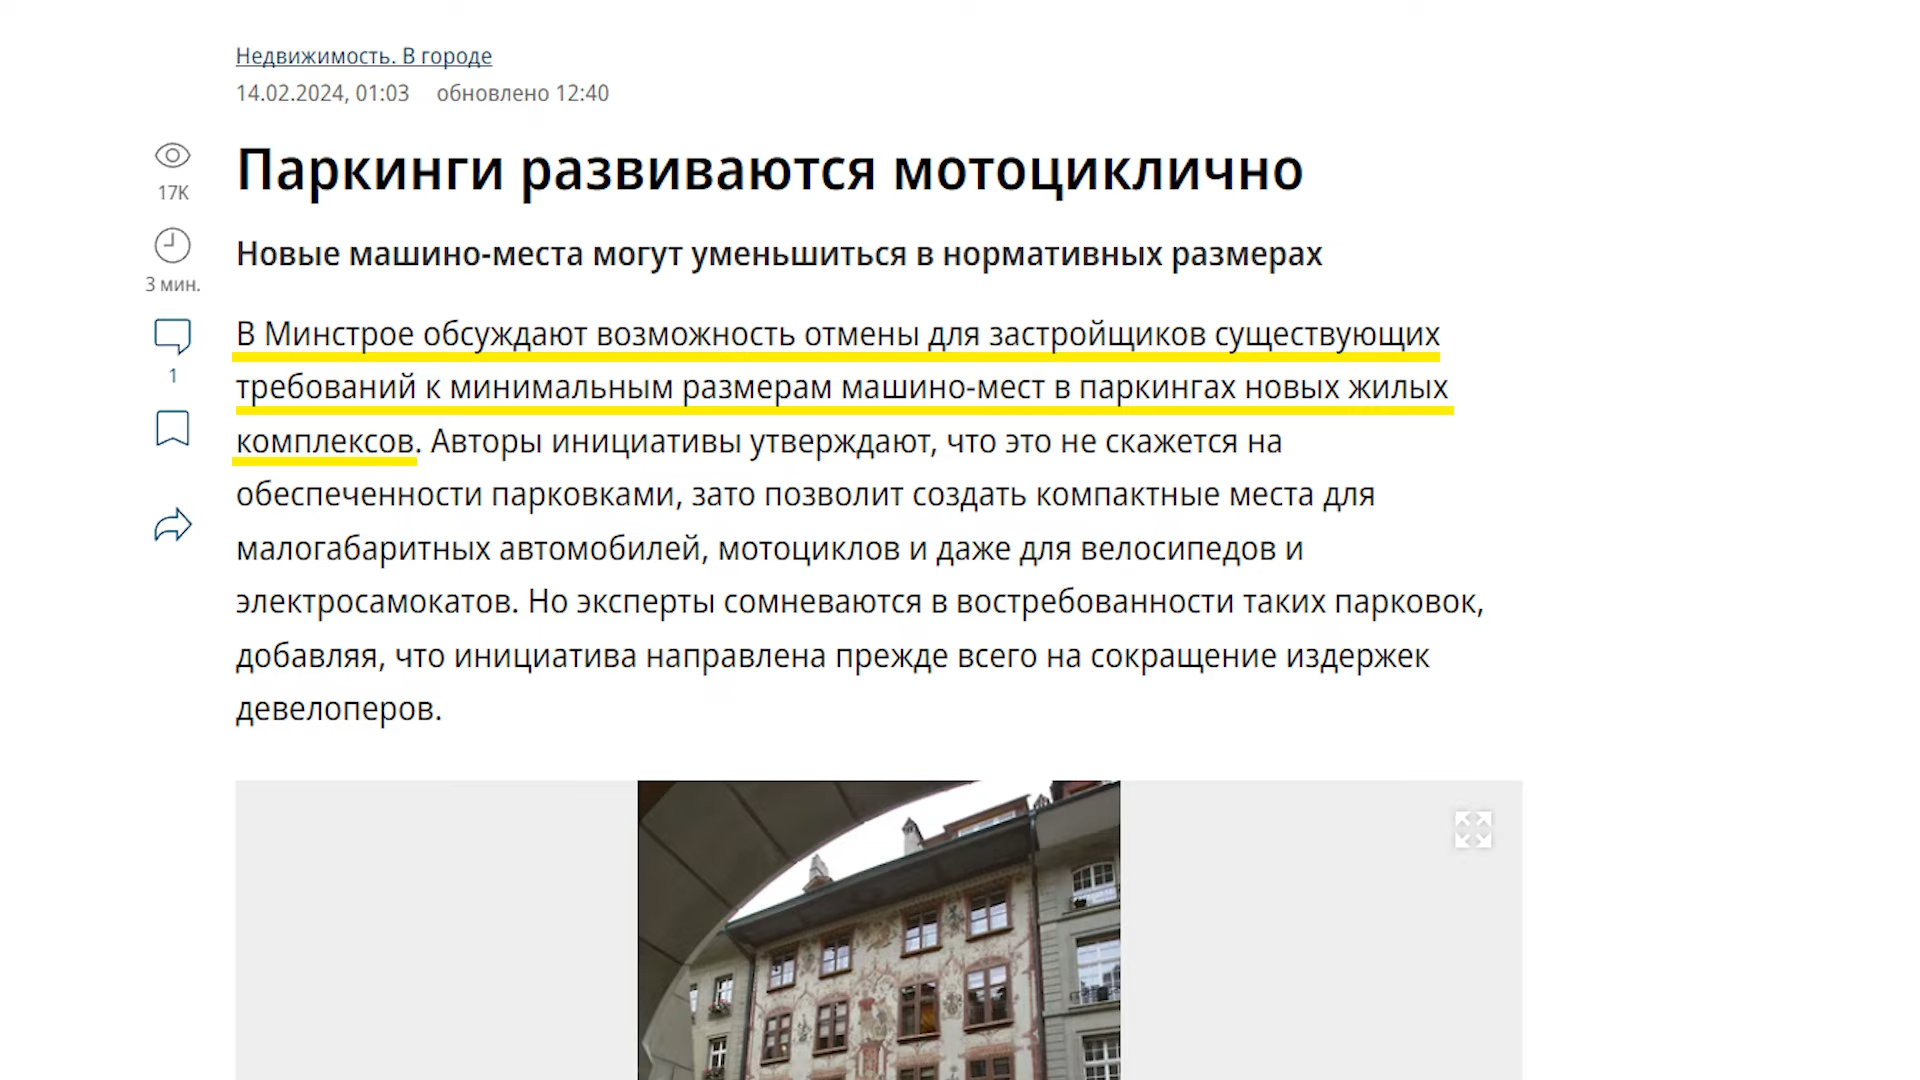 Недвижимость. В городе
14.02.2024, 01:03 обновлено 12:40
17K
3 мин.
1
Паркинги развиваются мотоциклично
Новые машино-места могут уменьшиться в нормативных размерах
В Минстрое обсуждают возможность отмены для застройщиков существующих
требований к минимальным размерам машино-мест в паркингах новых жилых
комплексов. Авторы инициативы утверждают, что это не скажется на
обеспеченности парковками, зато позволит создать компактные места для
малогабаритных автомобилей, мотоциклов и даже для велосипедов и
электросамокатов. Но эксперты сомневаются в востребованности таких парковок,
добавляя, что инициатива направлена прежде всего на сокращение издержек
девелоперов.